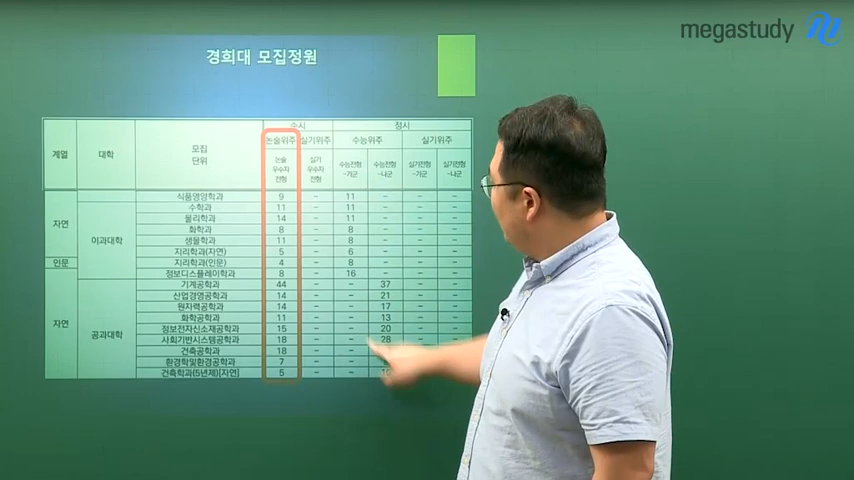 megastudy
경희대 모집정원
수시 정시
계열 대학 모집 단위 논술위주 실기위주 수능위주 실기위주
논술 우수자 전형 실기 우수자 전형 수능전형 -가군 수능전형 -나군 실기전형 -가군 실기전형 -나군
자연 이과대학 식품영양학과 9 - 11 - - -
수학과 11 - 11 - - -
물리학과 14 - 11 - - -
화학과 8 - 8 - - -
생물학과 11 - 8 - - -
지리학과(자연) 5 - 6 - - -
인문 지리학과(인문) 4 - 8 - - -
자연 정보디스플레이학과 8 - 16 - - -
공과대학 기계공학과 44 - - 37 - -
산업경영공학과 14 - - 21 - -
원자력공학과 14 - - 17 - -
화학공학과 11 - - 13 - -
정보전자신소재공학과 15 - - 20 - -
사회기반시스템공학과 18 - - 28 - -
건축공학과 18 - - - -
환경학및환경공학과 7 - - - -
건축학과(5년제)[자연] 5 - - - -